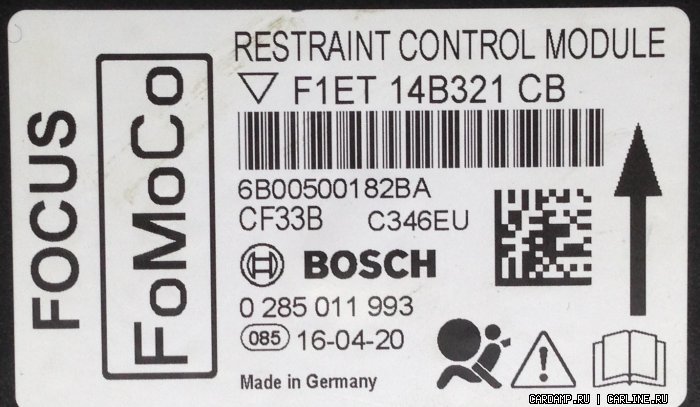 FOCUS
FoMoCo
RESTRAINT CONTROL MODULE
F1ET 14B321 CB
6B00500182BA
CF33B C346EU
BOSCH
0 285 011 993
085 16-04-20
Made in Germany
CARDAMP.RU | CARLINE.RU